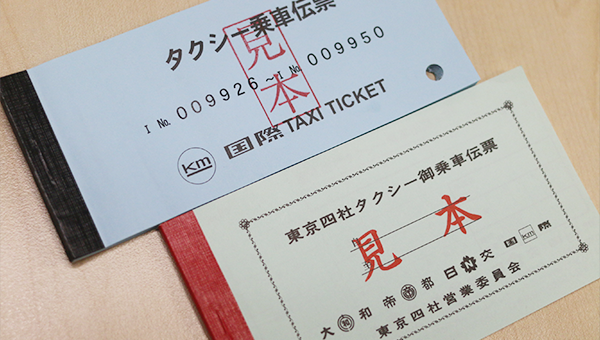 タクシー乗車伝票
見本
I No. 009926～I No. 009950
km 国際 TAXI TICKET
東京四社タクシー御乗車伝票
見本
大和 帝都 日交 国際
東京四社営業委員会